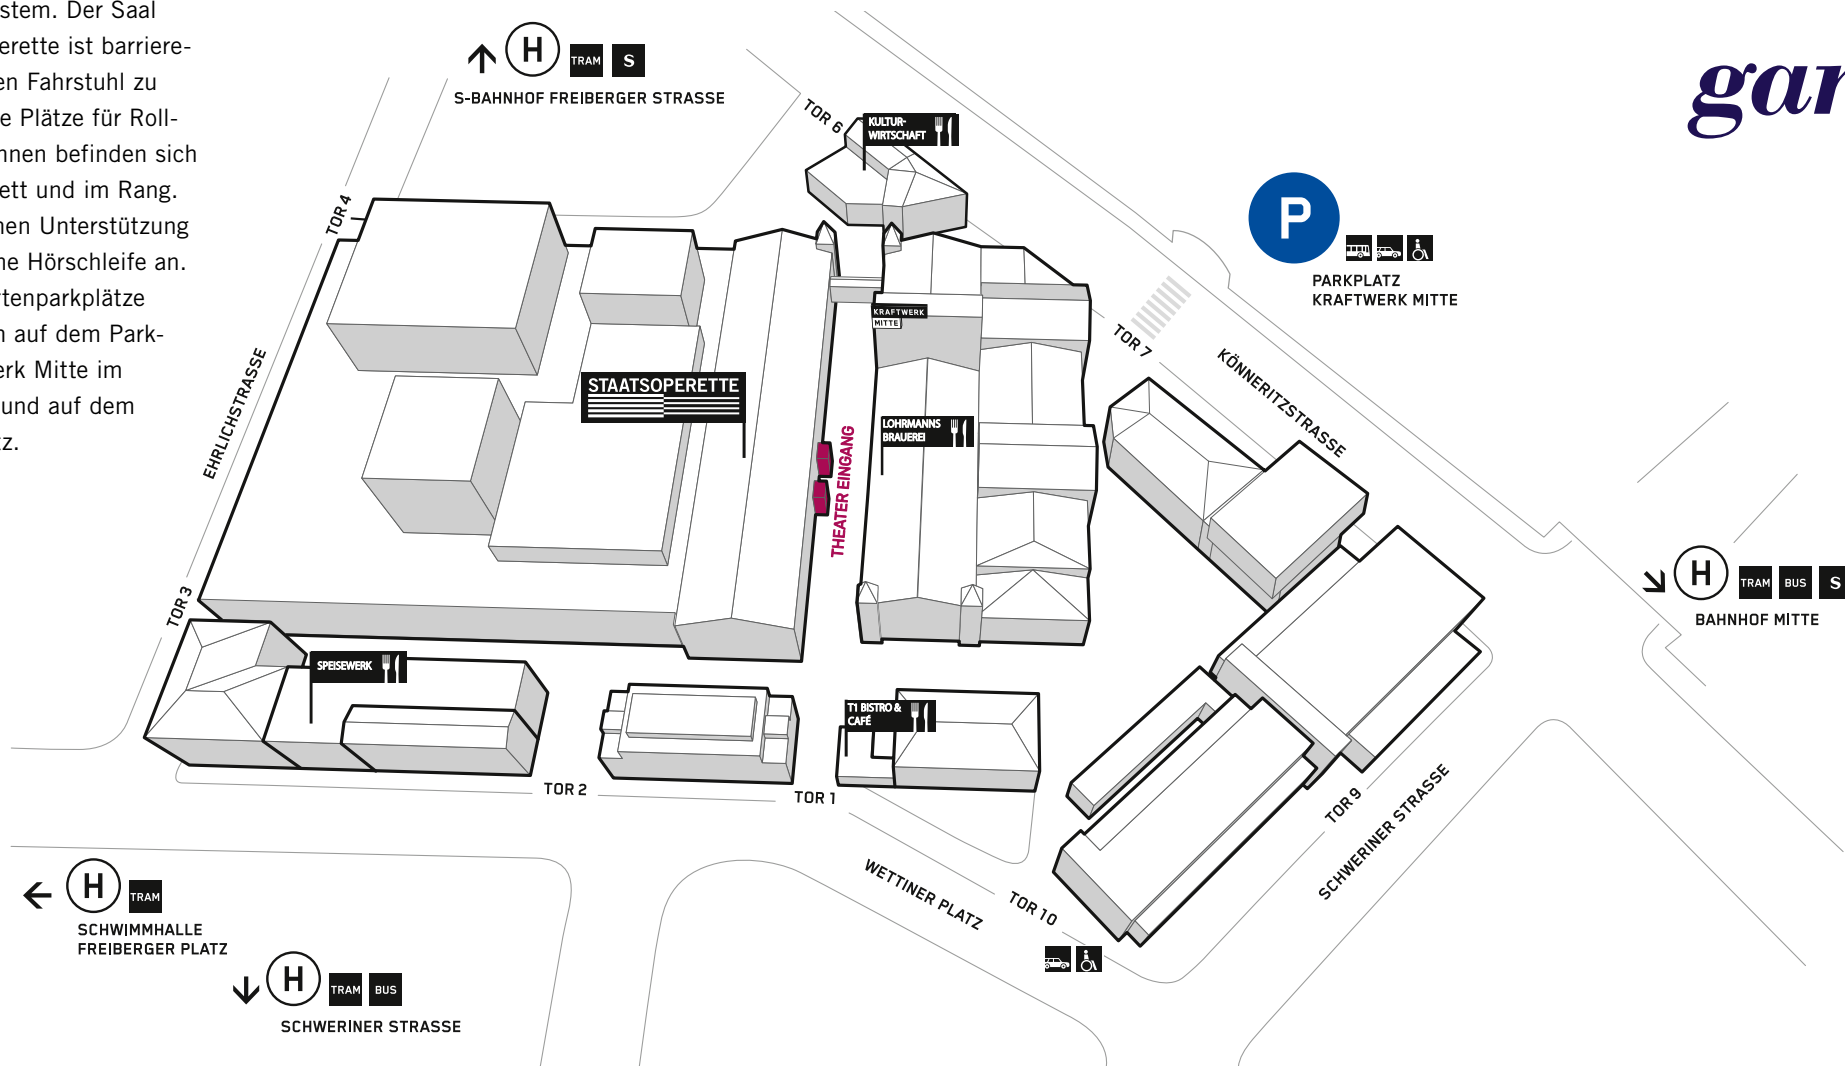 stem. Der Saal
erette ist barriere-
en Fahrstuhl zu
e Plätze für Roll-
nnen befinden sich
ett und im Rang.
nen Unterstützung
ne Hörschleife an.
rtenparkplätze
n auf dem Park-
erk Mitte im
und auf dem
z.
H TRAM S
S-BAHNHOF FREIBERGER STRASSE
gar
TOR 6
KULTUR-
WIRTSCHAFT
P
PARKPLATZ
KRAFTWERK MITTE
TOR 4
KRAFTWERK
MITTE
TOR 7
KÖNNERITZSTRASSE
EHRLICHSTRASSE
STAATSOPERETTE
THEATER EINGANG
LOHRMANNS
BRAUEREI
H TRAM BUS S
BAHNHOF MITTE
TOR 3
SPEISEWERK
T1 BISTRO &
CAFÉ
TOR 2
TOR 1
TOR 9
SCHWERINER STRASSE
WETTINER PLATZ
TOR 10
H TRAM
SCHWIMMHALLE
FREIBERGER PLATZ
H TRAM BUS
SCHWERINER STRASSE